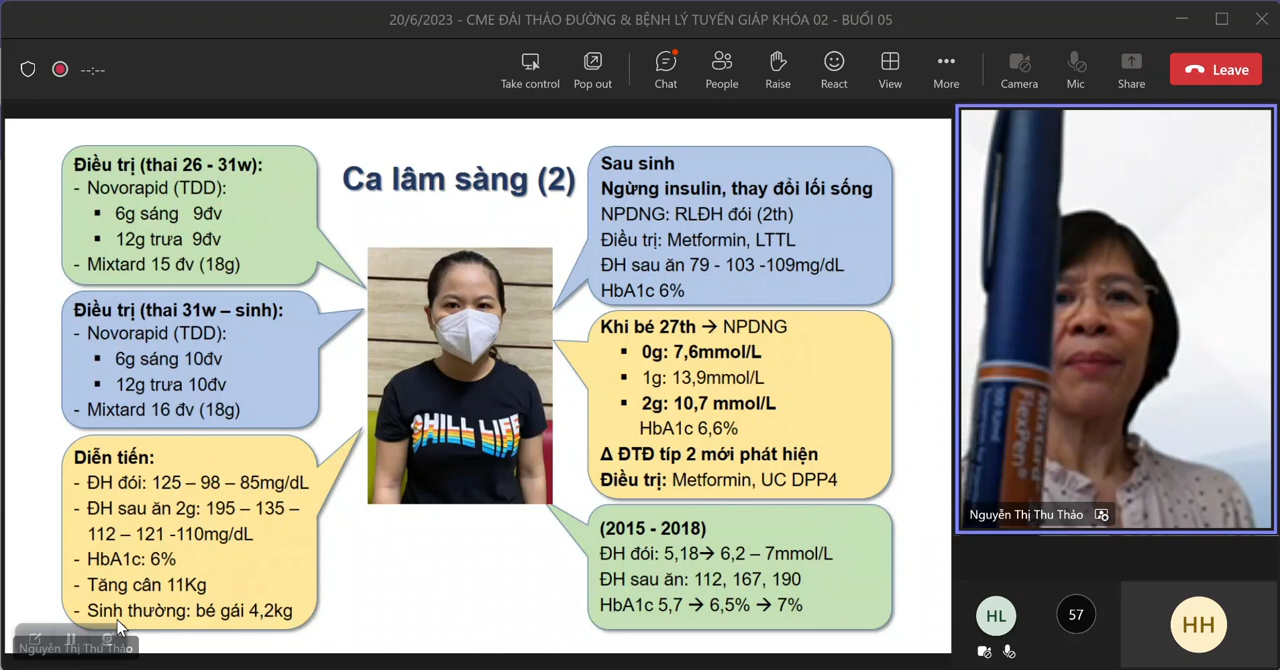 20/6/2023 - CME ĐÁI THÁO ĐƯỜNG & BỆNH LÝ TUYẾN GIÁP KHÓA 02 - BUỔI 05
--:--
Take control
Pop out
Chat
People
Raise
React
View
More
Camera
Mic
Share
Leave
Ca lâm sàng (2)
Điều trị (thai 26 - 31w):
- Novorapid (TDD):
▪ 6g sáng 9đv
▪ 12g trưa 9đv
- Mixtard 15 đv (18g)
Điều trị (thai 31w – sinh):
- Novorapid (TDD):
▪ 6g sáng 10đv
▪ 12g trưa 10đv
- Mixtard 16 đv (18g)
Diễn tiến:
- ĐH đói: 125 – 98 – 85mg/dL
- ĐH sau ăn 2g: 195 – 135 –
112 – 121 -110mg/dL
- HbA1c: 6%
- Tăng cân 11Kg
- Sinh thường: bé gái 4,2kg
Nguyễn Thị Thu Thảo
CHILL LIFE
Sau sinh
Ngừng insulin, thay đổi lối sống
NPDNG: RLĐH đói (2th)
Điều trị: Metformin, LTTL
ĐH sau ăn 79 - 103 -109mg/dL
HbA1c 6%
Khi bé 27th → NPDNG
▪ 0g: 7,6mmol/L
▪ 1g: 13,9mmol/L
▪ 2g: 10,7 mmol/L
HbA1c 6,6%
Δ ĐTĐ típ 2 mới phát hiện
Điều trị: Metformin, UC DPP4
(2015 - 2018)
ĐH đói: 5,18→ 6,2 – 7mmol/L
ĐH sau ăn: 112, 167, 190
HbA1c 5,7 → 6,5% → 7%
FlexPen
Nguyễn Thị Thu Thảo
HL
57
HH